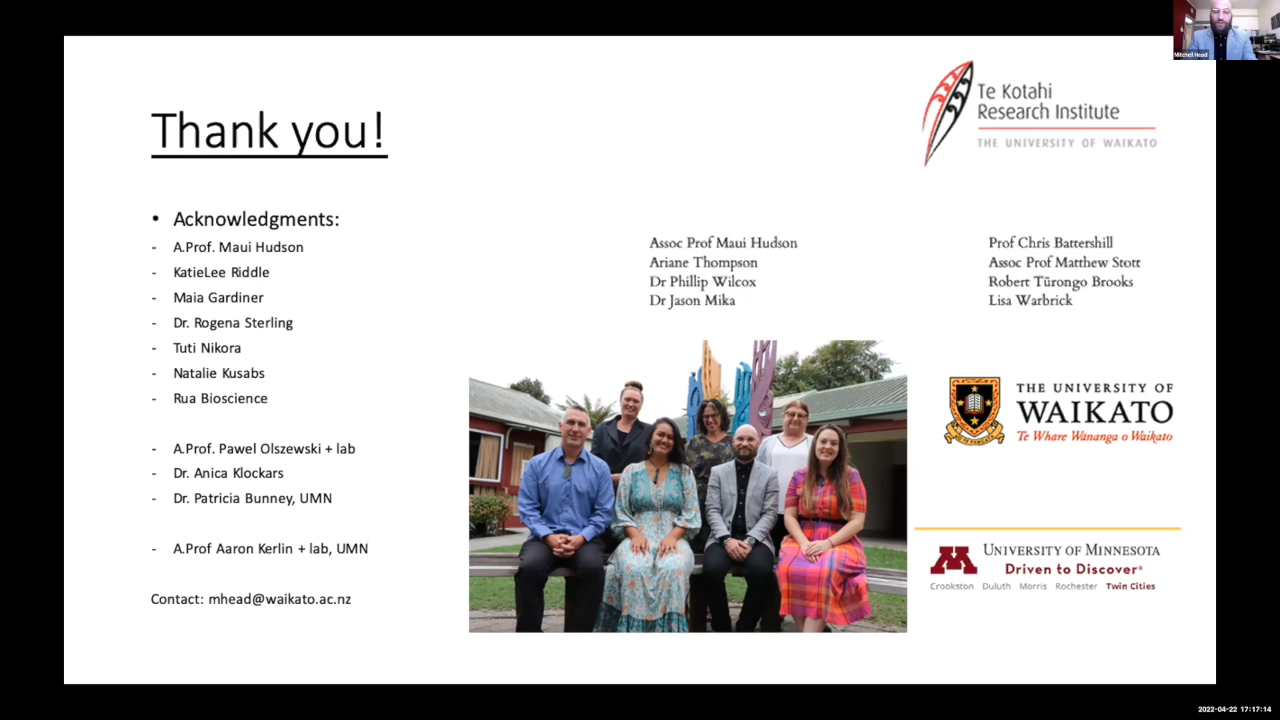 Mitchell Head
Te Kotahi
Research Institute
THE UNIVERSITY OF WAIKATO
Thank you!
• Acknowledgments:
- A.Prof. Maui Hudson
- KatieLee Riddle
- Maia Gardiner
- Dr. Rogena Sterling
- Tuti Nikora
- Natalie Kusabs
- Rua Bioscience
- A.Prof. Pawel Olszewski + lab
- Dr. Anica Klockars
- Dr. Patricia Bunney, UMN
- A.Prof Aaron Kerlin + lab, UMN
Contact: mhead@waikato.ac.nz
Assoc Prof Maui Hudson
Ariane Thompson
Dr Phillip Wilcox
Dr Jason Mika
Prof Chris Battershill
Assoc Prof Matthew Stott
Robert Tūrongo Brooks
Lisa Warbrick
THE UNIVERSITY OF
WAIKATO
Te Whare Wānanga o Waikato
UNIVERSITY OF MINNESOTA
Driven to Discover®
Crookston Duluth Morris Rochester Twin Cities
2022-04-22 17:17:14